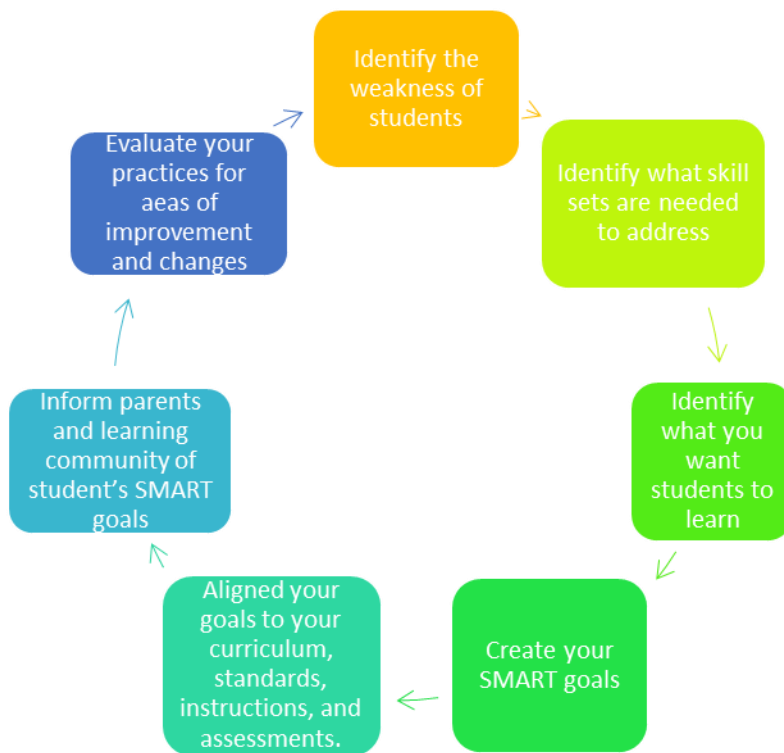 Identify the
weakness of
students
Identify what skill
sets are needed
to address
Identify
what you
want
students to
learn
Create your
SMART goals
Aligned your
goals to your
curriculum,
standards,
instructions, and
assessments.
Inform parents
and learning
community of
student’s SMART
goals
Evaluate your
practices for
aeas of
improvement
and changes